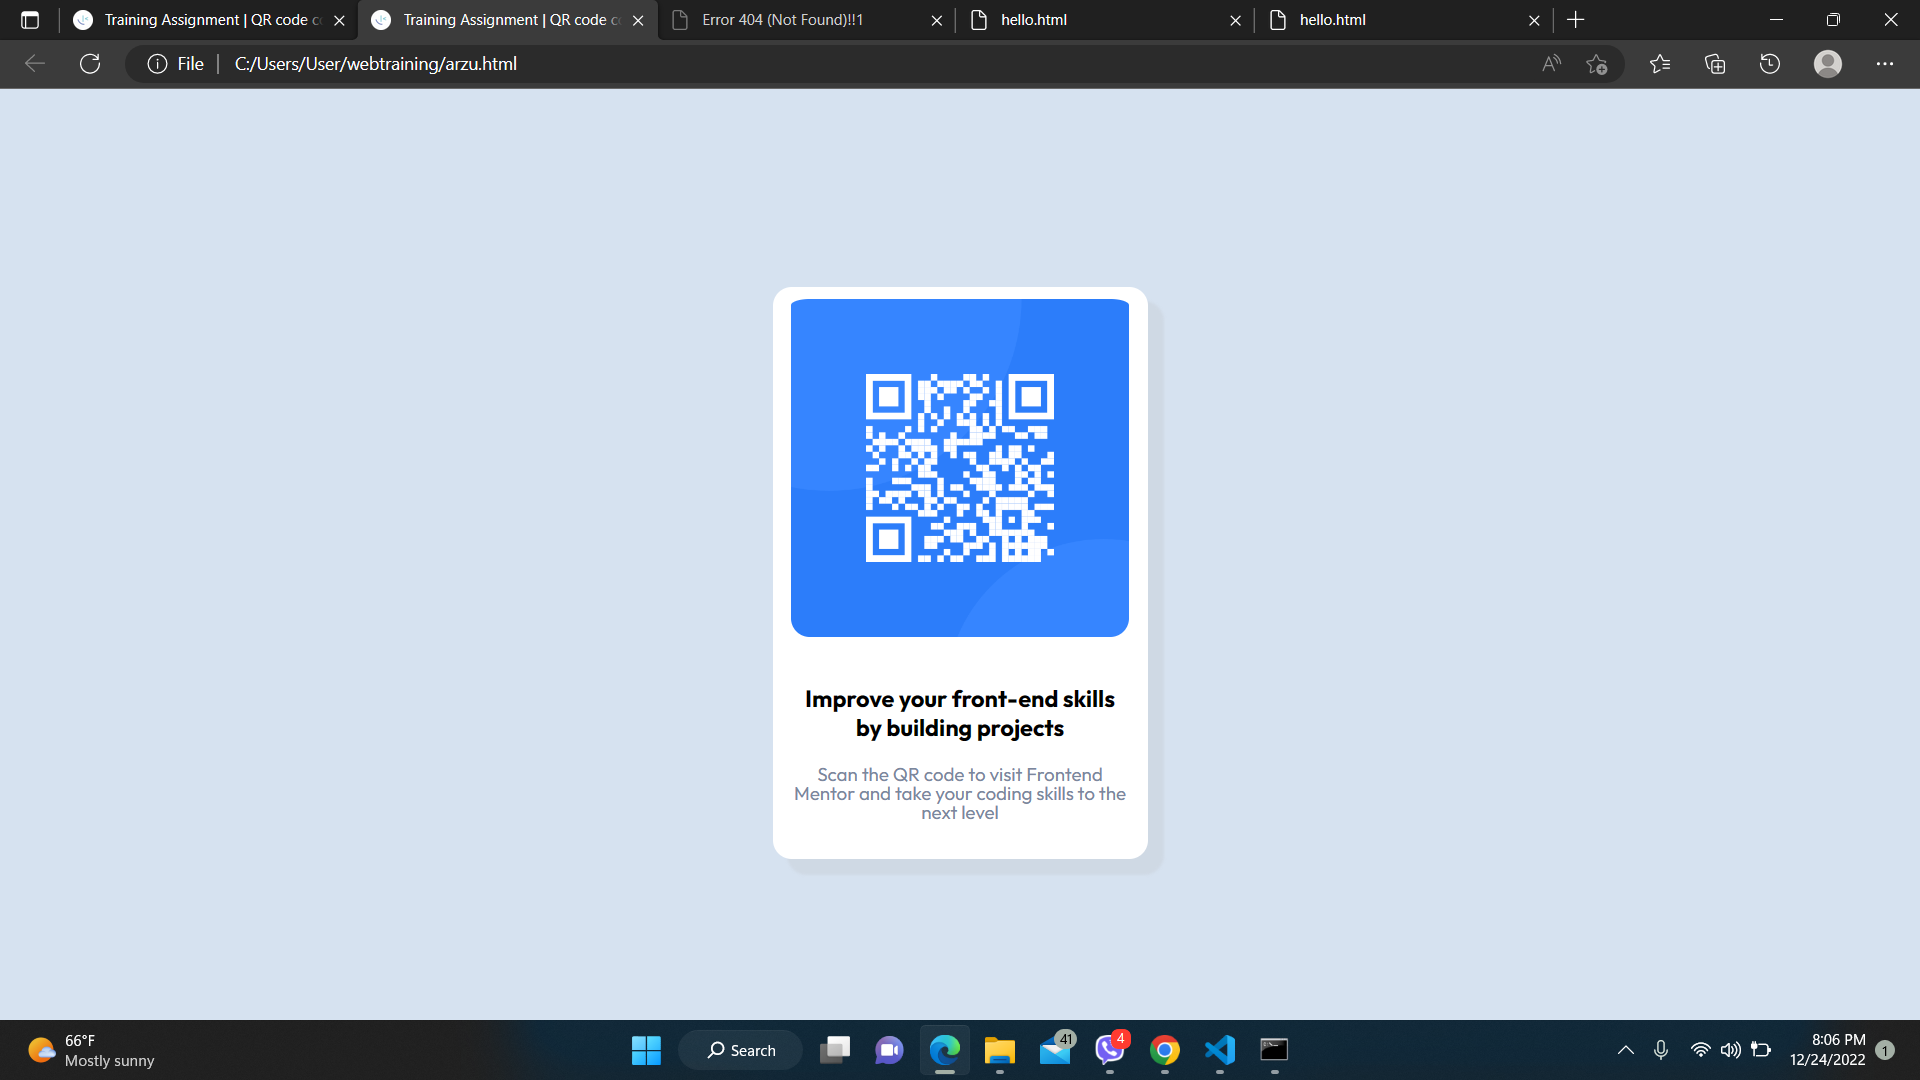 Training Assignment | QR code c
Training Assignment | QR code c
Error 404 (Not Found)!!1
hello.html
hello.html
File
C:/Users/User/webtraining/arzu.html
Improve your front-end skills
by building projects
Scan the QR code to visit Frontend
Mentor and take your coding skills to the
next level
66°F
Mostly sunny
Search
41
4
8:06 PM
12/24/2022
1